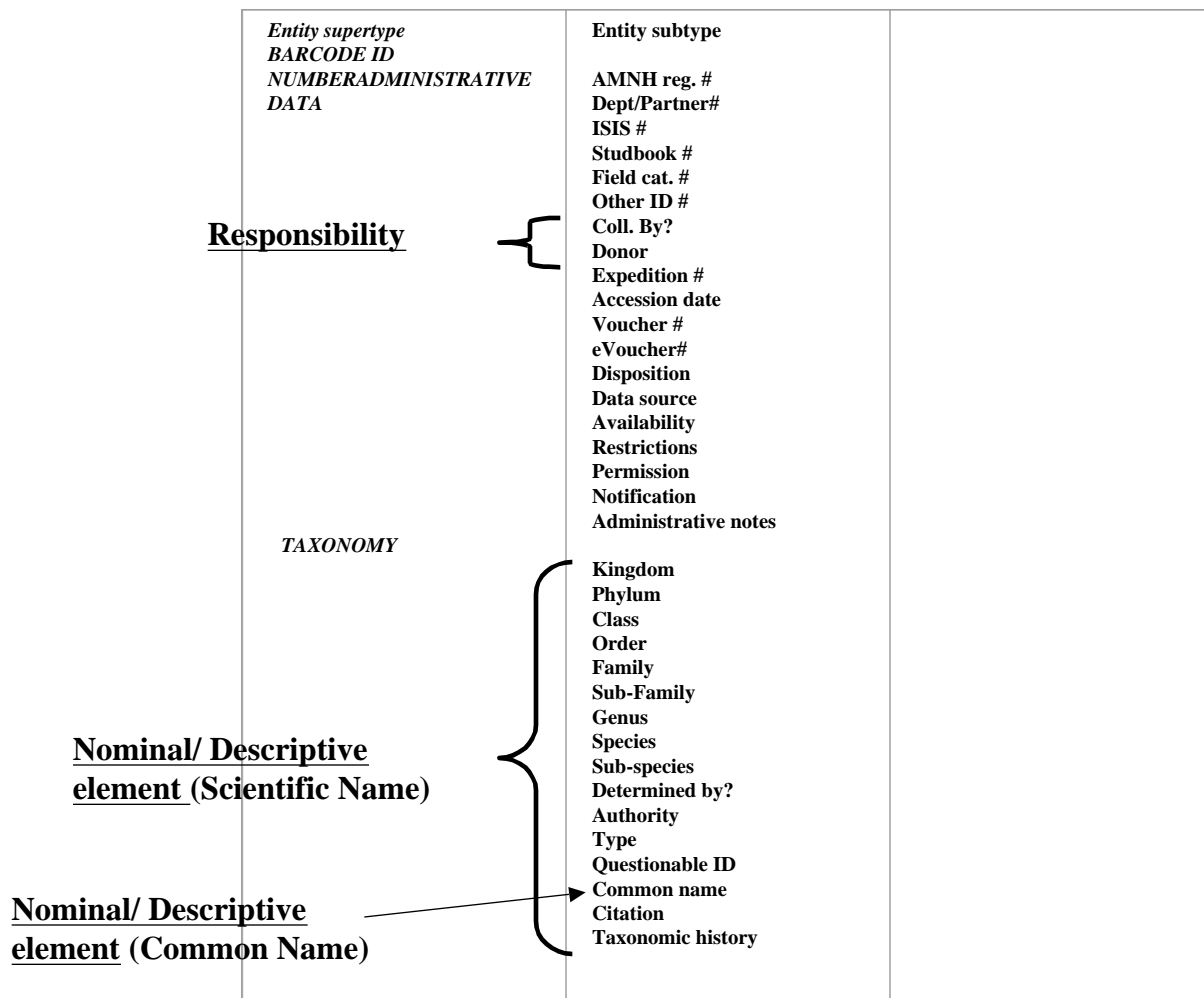 Entity supertype
BARCODE ID
NUMBERADMINISTRATIVE
DATA
Entity subtype
AMNH reg. #
Dept/Partner#
ISIS #
Studbook #
Field cat. #
Other ID #
Responsibility
Coll. By?
Donor
Expedition #
Accession date
Voucher #
eVoucher#
Disposition
Data source
Availability
Restrictions
Permission
Notification
Administrative notes
TAXONOMY
Kingdom
Phylum
Class
Order
Family
Sub-Family
Genus
Species
Sub-species
Determined by?
Authority
Type
Questionable ID
Common name
Citation
Taxonomic history
Nominal/ Descriptive
element (Scientific Name)
Nominal/ Descriptive
element (Common Name)